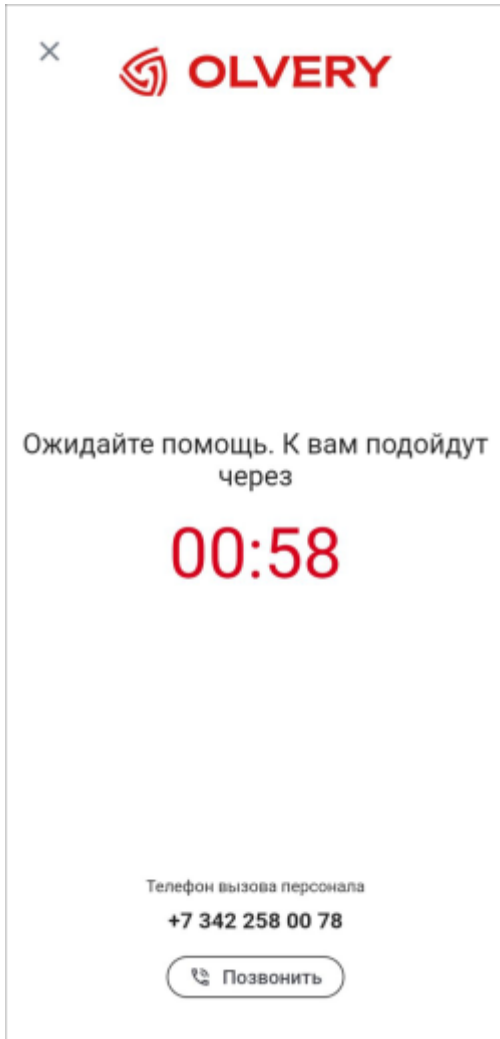 OLVERY
Ожидайте помощь. К вам подойдут
через
00:58
Телефон вызова персонала
+7 342 258 00 78
Позвонить